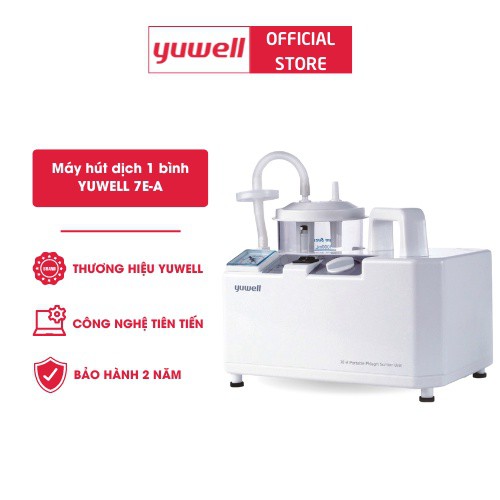 yuwell
OFFICIAL
STORE
Máy hút dịch 1 bình
YUWELL 7E-A
THƯƠNG HIỆU YUWELL
CÔNG NGHỆ TIÊN TIẾN
BẢO HÀNH 2 NĂM
yuwell